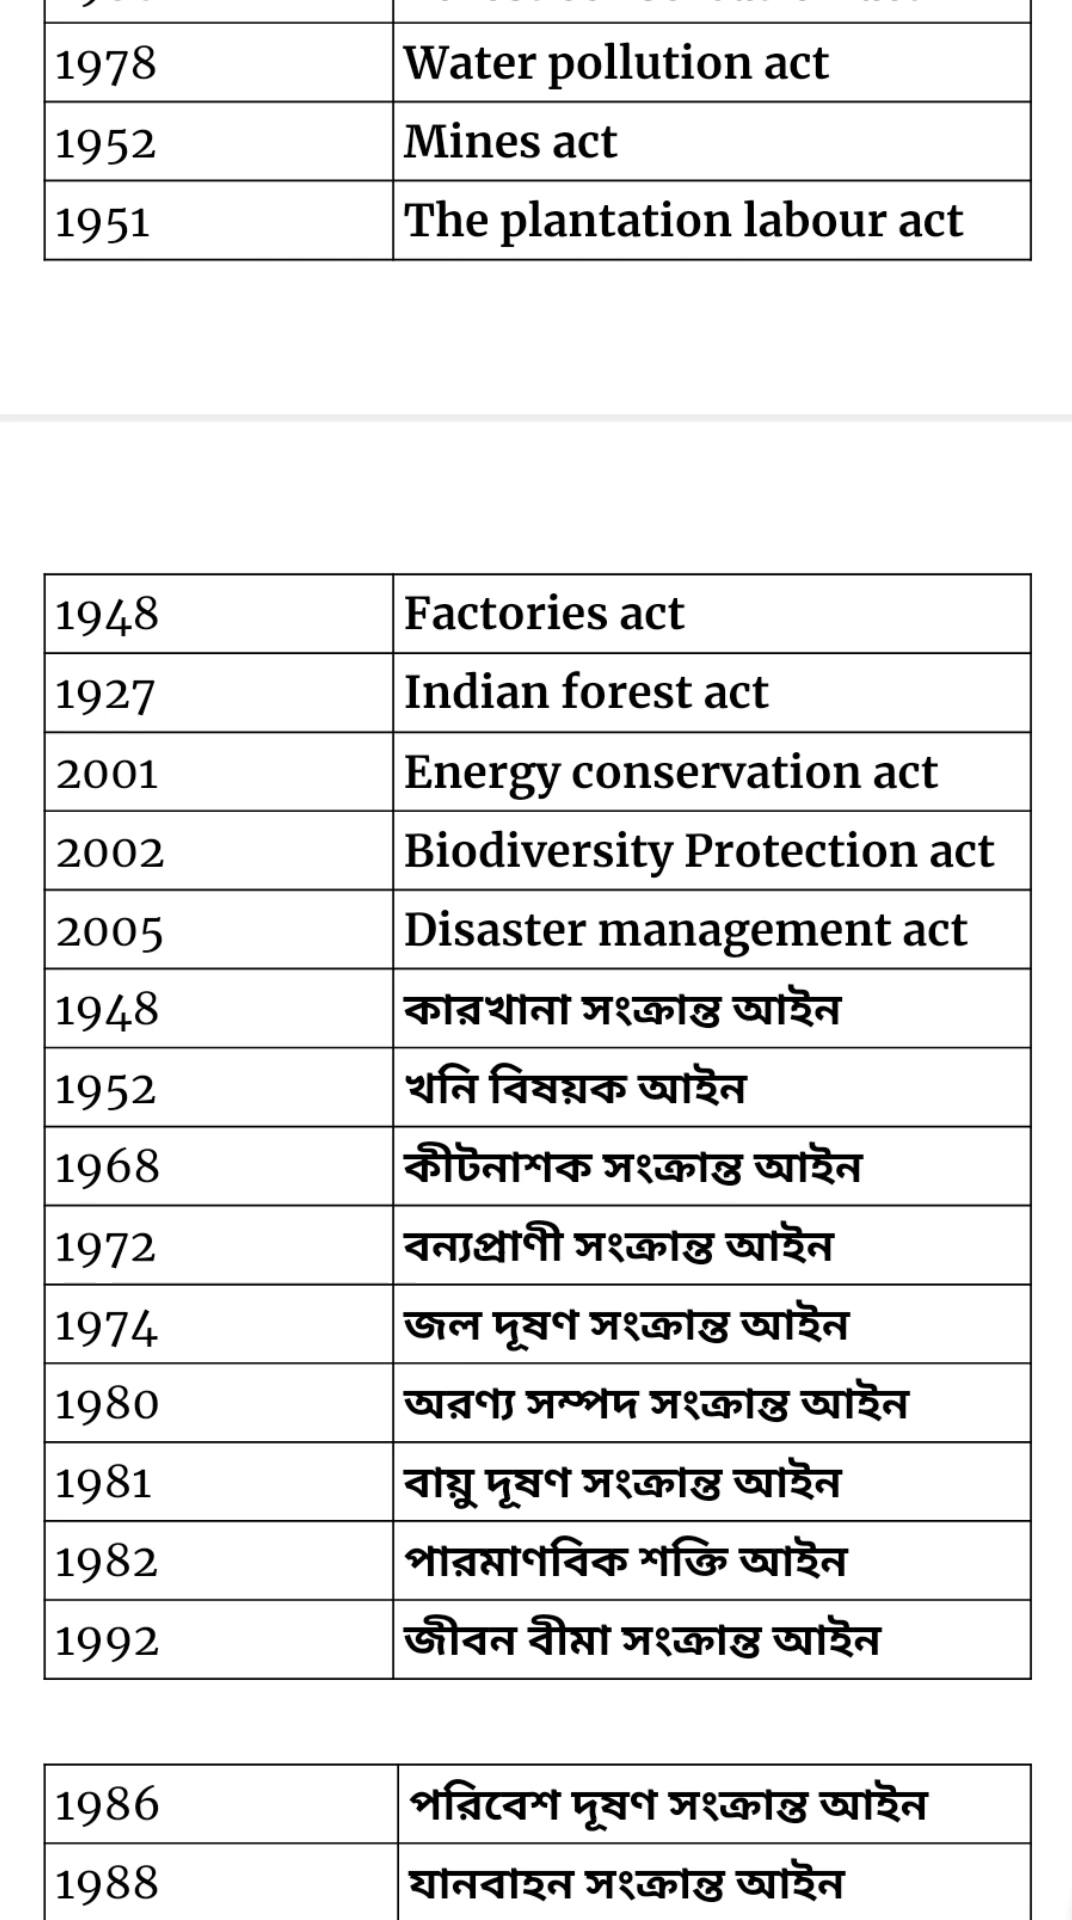 1978 Water pollution act
1952 Mines act
1951 The plantation labour act
1948 Factories act
1927 Indian forest act
2001 Energy conservation act
2002 Biodiversity Protection act
2005 Disaster management act
1948 কারখানা সংক্রান্ত আইন
1952 খনি বিষয়ক আইন
1968 কীটনাশক সংক্রান্ত আইন
1972 বন্যপ্রাণী সংক্রান্ত আইন
1974 জল দূষণ সংক্রান্ত আইন
1980 অরণ্য সম্পদ সংক্রান্ত আইন
1981 বায়ু দূষণ সংক্রান্ত আইন
1982 পারমাণবিক শক্তি আইন
1992 জীবন বীমা সংক্রান্ত আইন
1986 পরিবেশ দূষণ সংক্রান্ত আইন
1988 যানবাহন সংক্রান্ত আইন